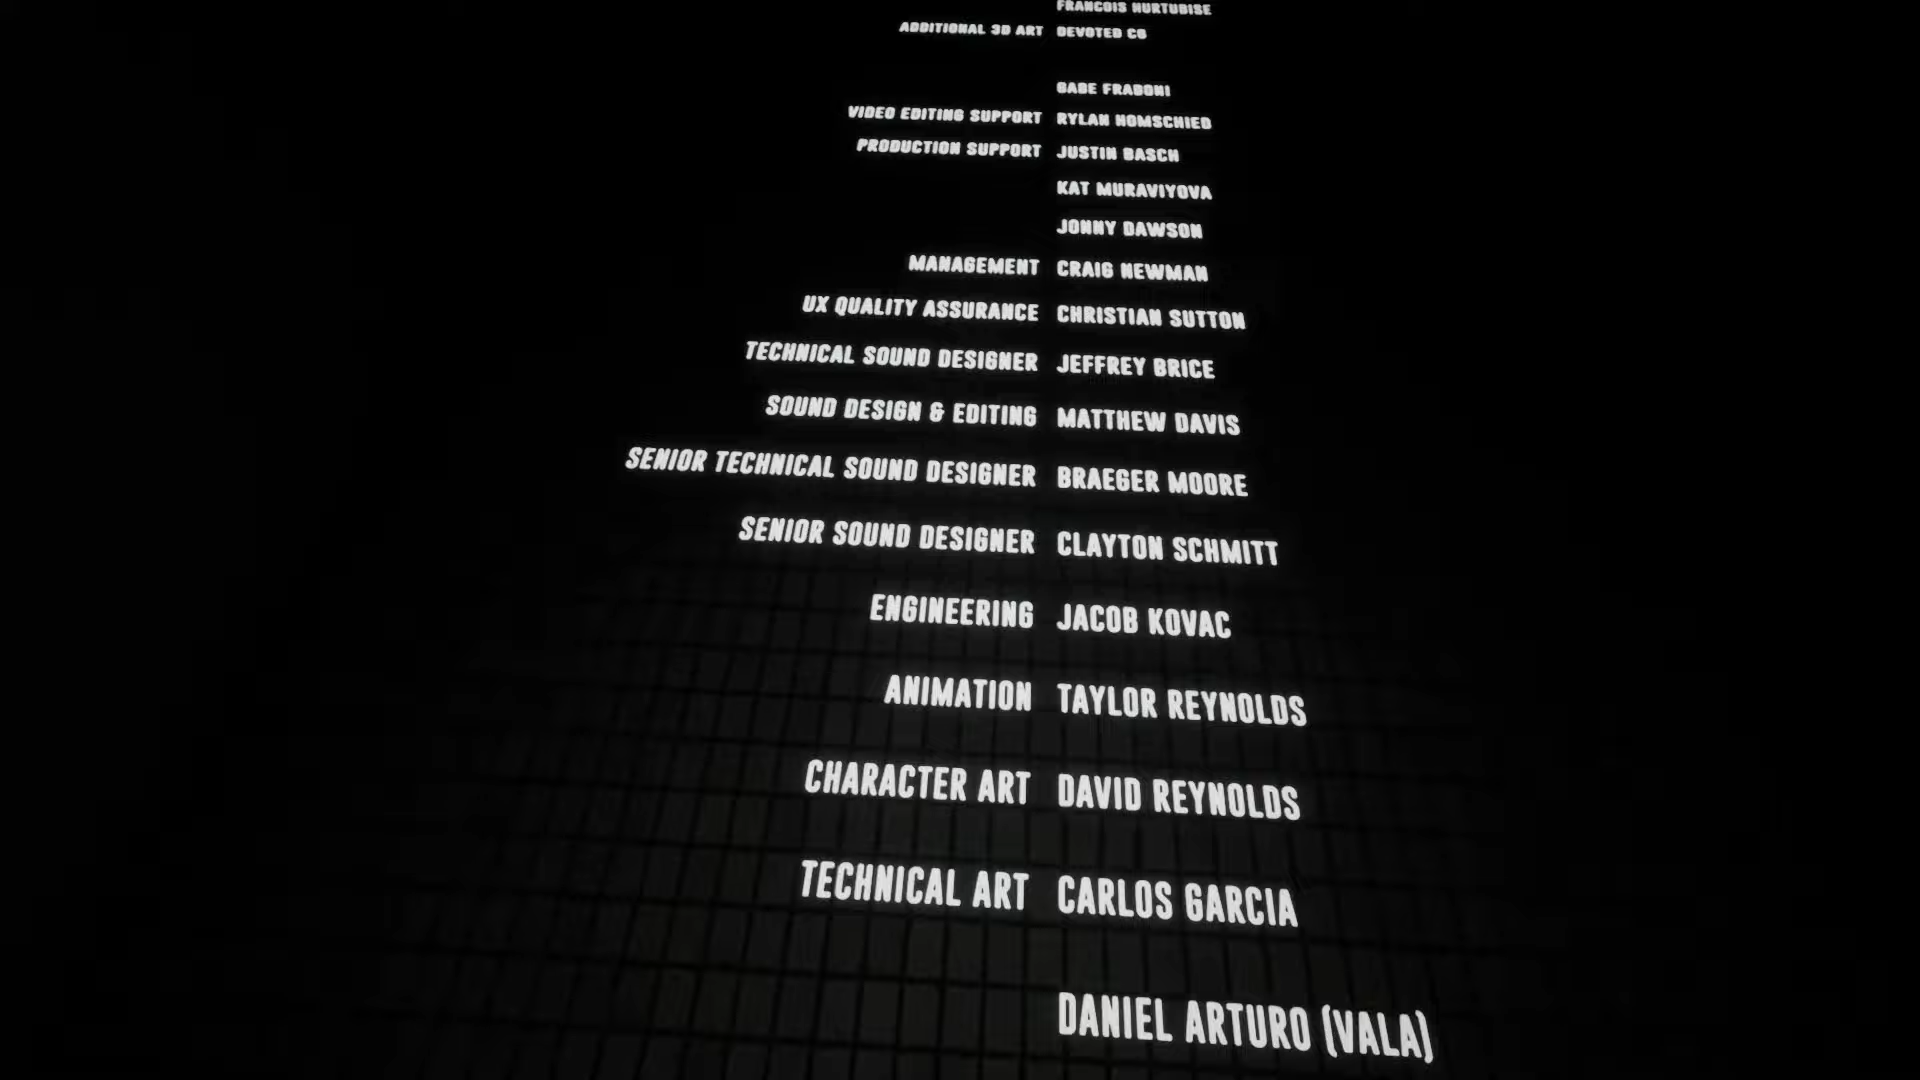 FRANCOIS HURTUBISE
ADDITIONAL 3D ART DEVOTED CG
GABE FRABONI
VIDEO EDITING SUPPORT RYLAN HOMSCHIED
PRODUCTION SUPPORT JUSTIN BASCH
KAT MURAVIYOVA
JONNY DAWSON
MANAGEMENT CRAIG NEWMAN
UX QUALITY ASSURANCE CHRISTIAN SUTTON
TECHNICAL SOUND DESIGNER JEFFREY BRICE
SOUND DESIGN & EDITING MATTHEW DAVIS
SENIOR TECHNICAL SOUND DESIGNER BRAEGER MOORE
SENIOR SOUND DESIGNER CLAYTON SCHMITT
ENGINEERING JACOB KOVAC
ANIMATION TAYLOR REYNOLDS
CHARACTER ART DAVID REYNOLDS
TECHNICAL ART CARLOS GARCIA
DANIEL ARTURO (VALA)